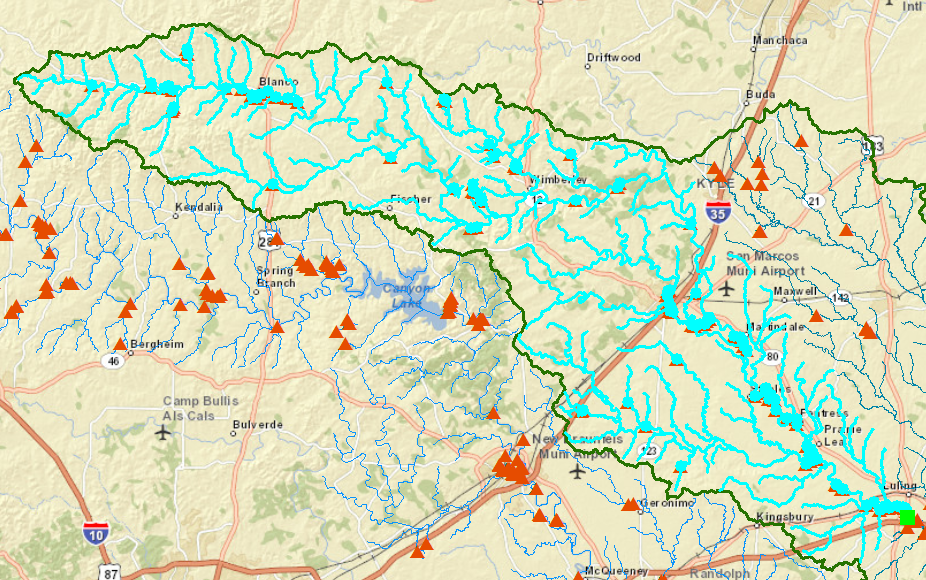 Intl
Manchaca
Driftwood
Blanco
Buda
183
Wimberley
KYLE
Fischer
12
21
35
Kendalia
281
San Marcos
Muni Airport
Spring
Branch
Canyon
Lake
Maxwell
142
Martindale
Bergheim
46
80
Camp Bullis
Als Cals
Fentress
Bulverde
Prairie
Lea
New Braunfels
Muni Airport
123
Luling
Geronimo
Kingsbury
10
87
McQueeney
Randolph